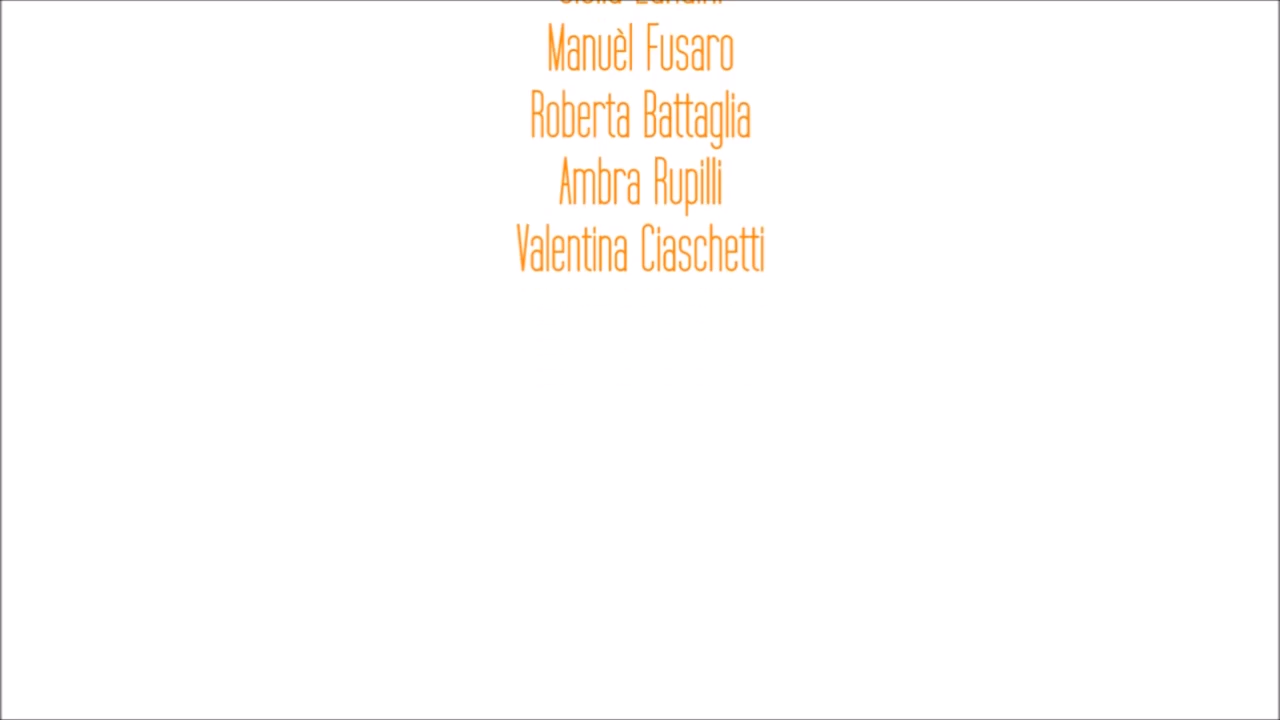 Manuèl Fusaro
Roberta Battaglia
Ambra Rupilli
Valentina Ciaschetti